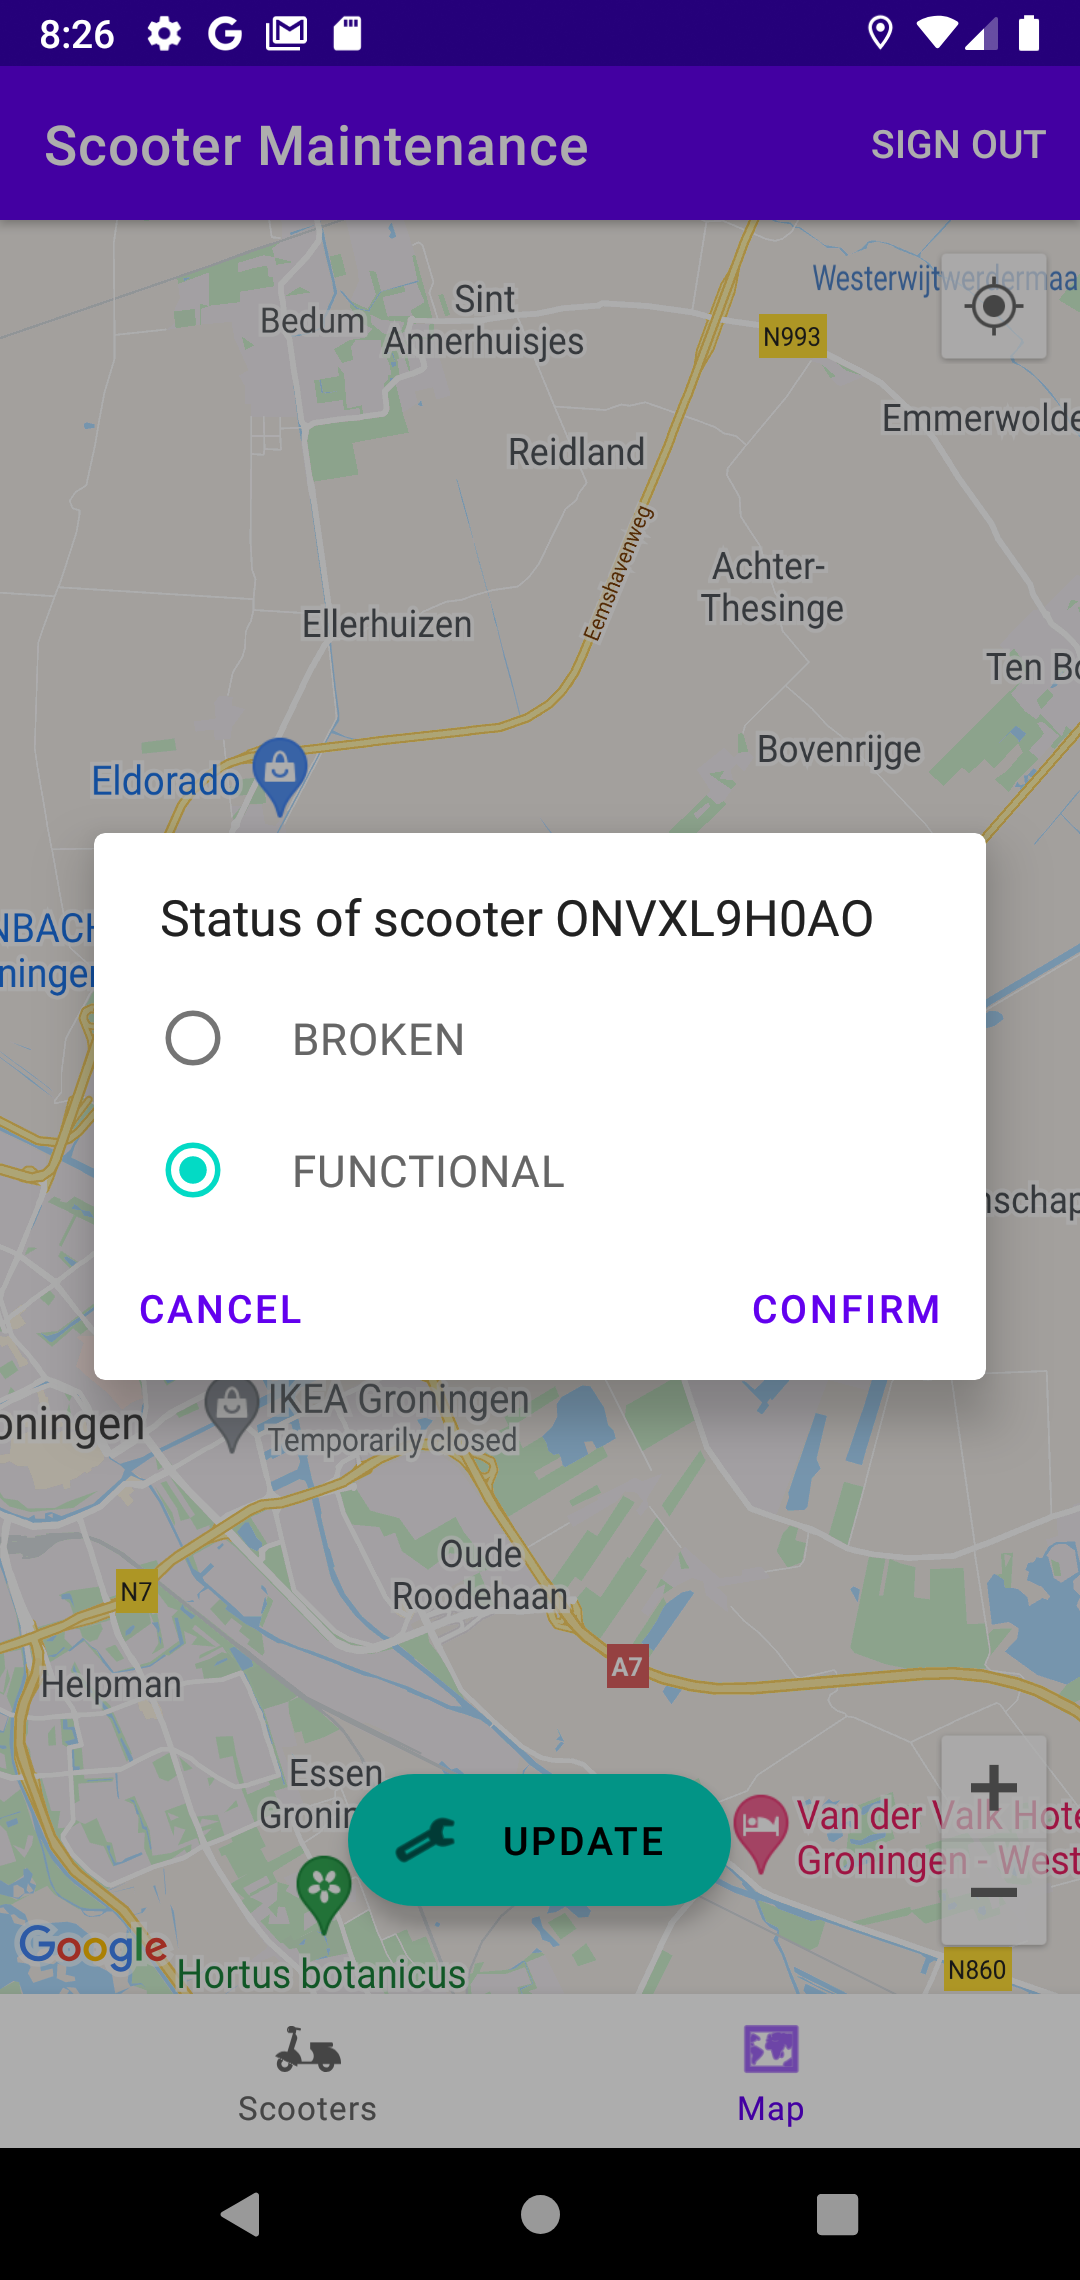 8:26
Scooter Maintenance
SIGN OUT
Westerwijtwerdermaa
Sint
Annerhuisjes
Bedum
N993
Emmerwolde
Reidland
Eemshavenweg
Achter-
Thesinge
Ellerhuizen
Ten Bo
Bovenrijge
Eldorado
NBACH
ninge
Status of scooter ONVXL9H0AO
BROKEN
FUNCTIONAL
nschap
CANCEL
CONFIRM
IKEA Groningen
Temporarily closed
oningen
Oude
Roodehaan
N7
A7
Helpman
Essen
Gronin
UPDATE
Van der Valk Hote
Groningen - West
Google
Hortus botanicus
N860
Scooters
Map